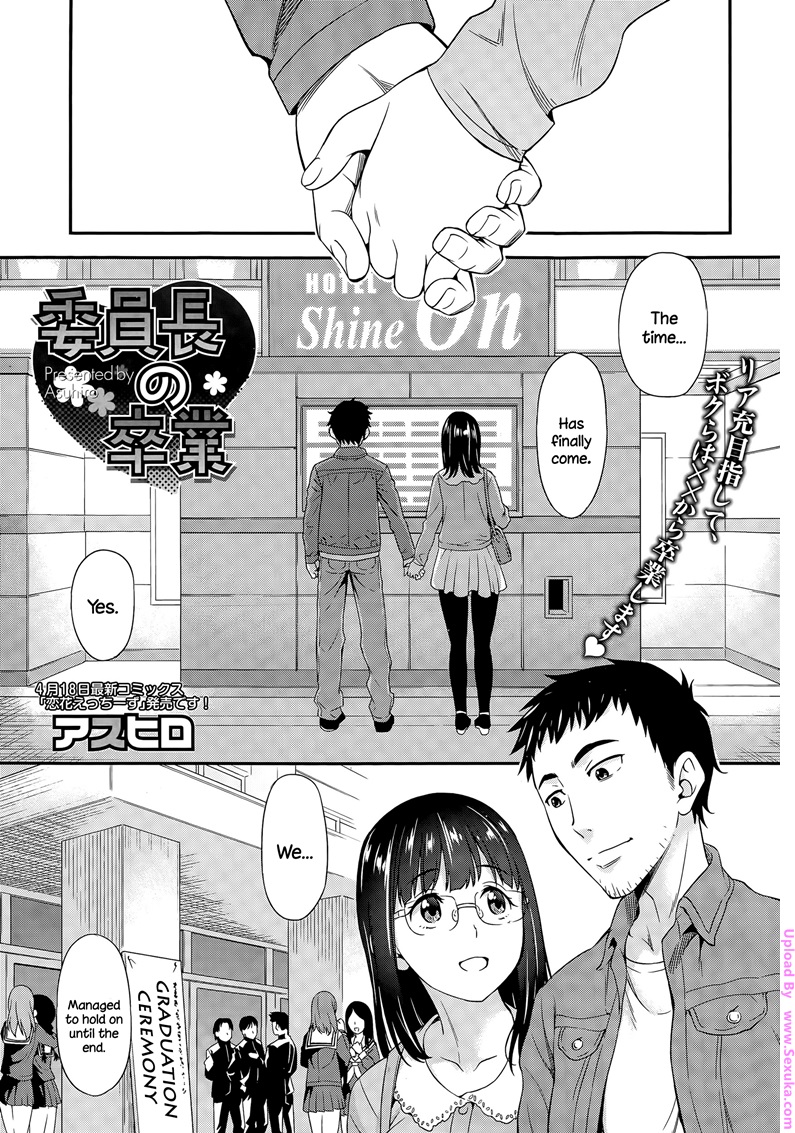 HOTEL
Shine On
委員長
の
卒業
Presented by
Asuhiro
The
time...
Has
finally
come.
リア充目指して、
ボクらは××から卒業します
Yes.
4月18日最新コミックス
「恋花えっちーず」発売です!
アスヒロ
We...
Managed to
hold on
until the
end.
GRADUATION
CEREMONY
Upload By www.Sexuka.com